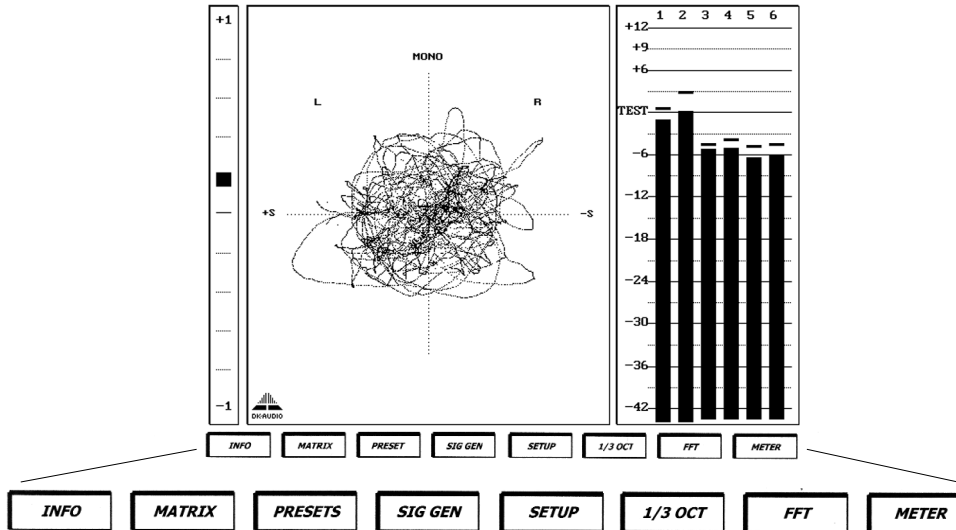 +1
1 2 3 4 5 6
+12
+9
+6
MONO
L R
TEST
-6
-12
+S -S
-18
-24
-30
-36
-1
-42
DK-AUDIO
INFO MATRIX PRESET SIG GEN SETUP 1/3 OCT FFT METER
INFO MATRIX PRESETS SIG GEN SETUP 1/3 OCT FFT METER